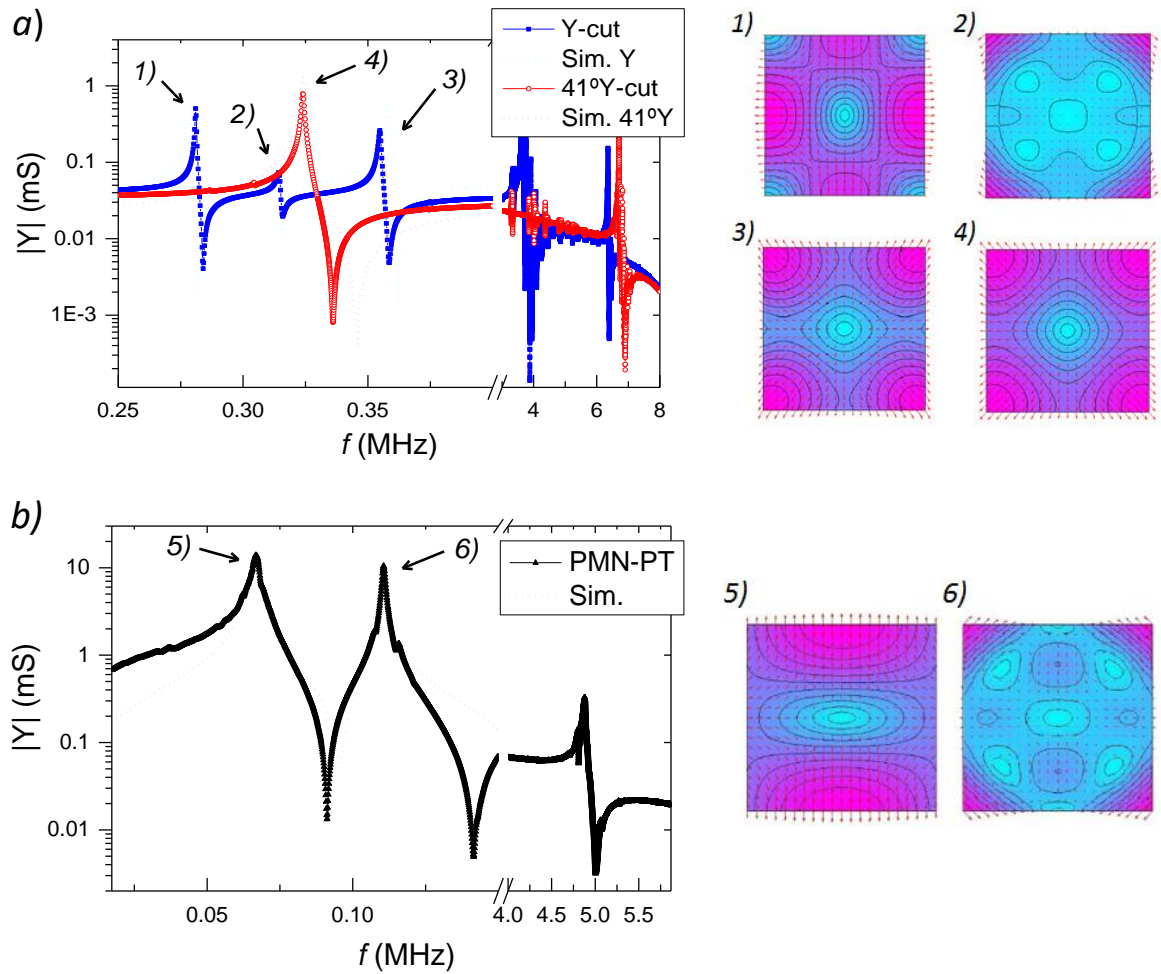 a)
Y-cut
Sim. Y
41ºY-cut
Sim. 41ºY
1)
2)
3)
4)
|Y| (mS)
1
0.1
0.01
1E-3
0.25
0.30
0.35
4
6
8
f (MHz)
1)
2)
3)
4)
b)
PMN-PT
Sim.
5)
6)
|Y| (mS)
10
1
0.1
0.01
0.05
0.10
4.0
4.5
5.0
5.5
f (MHz)
5)
6)